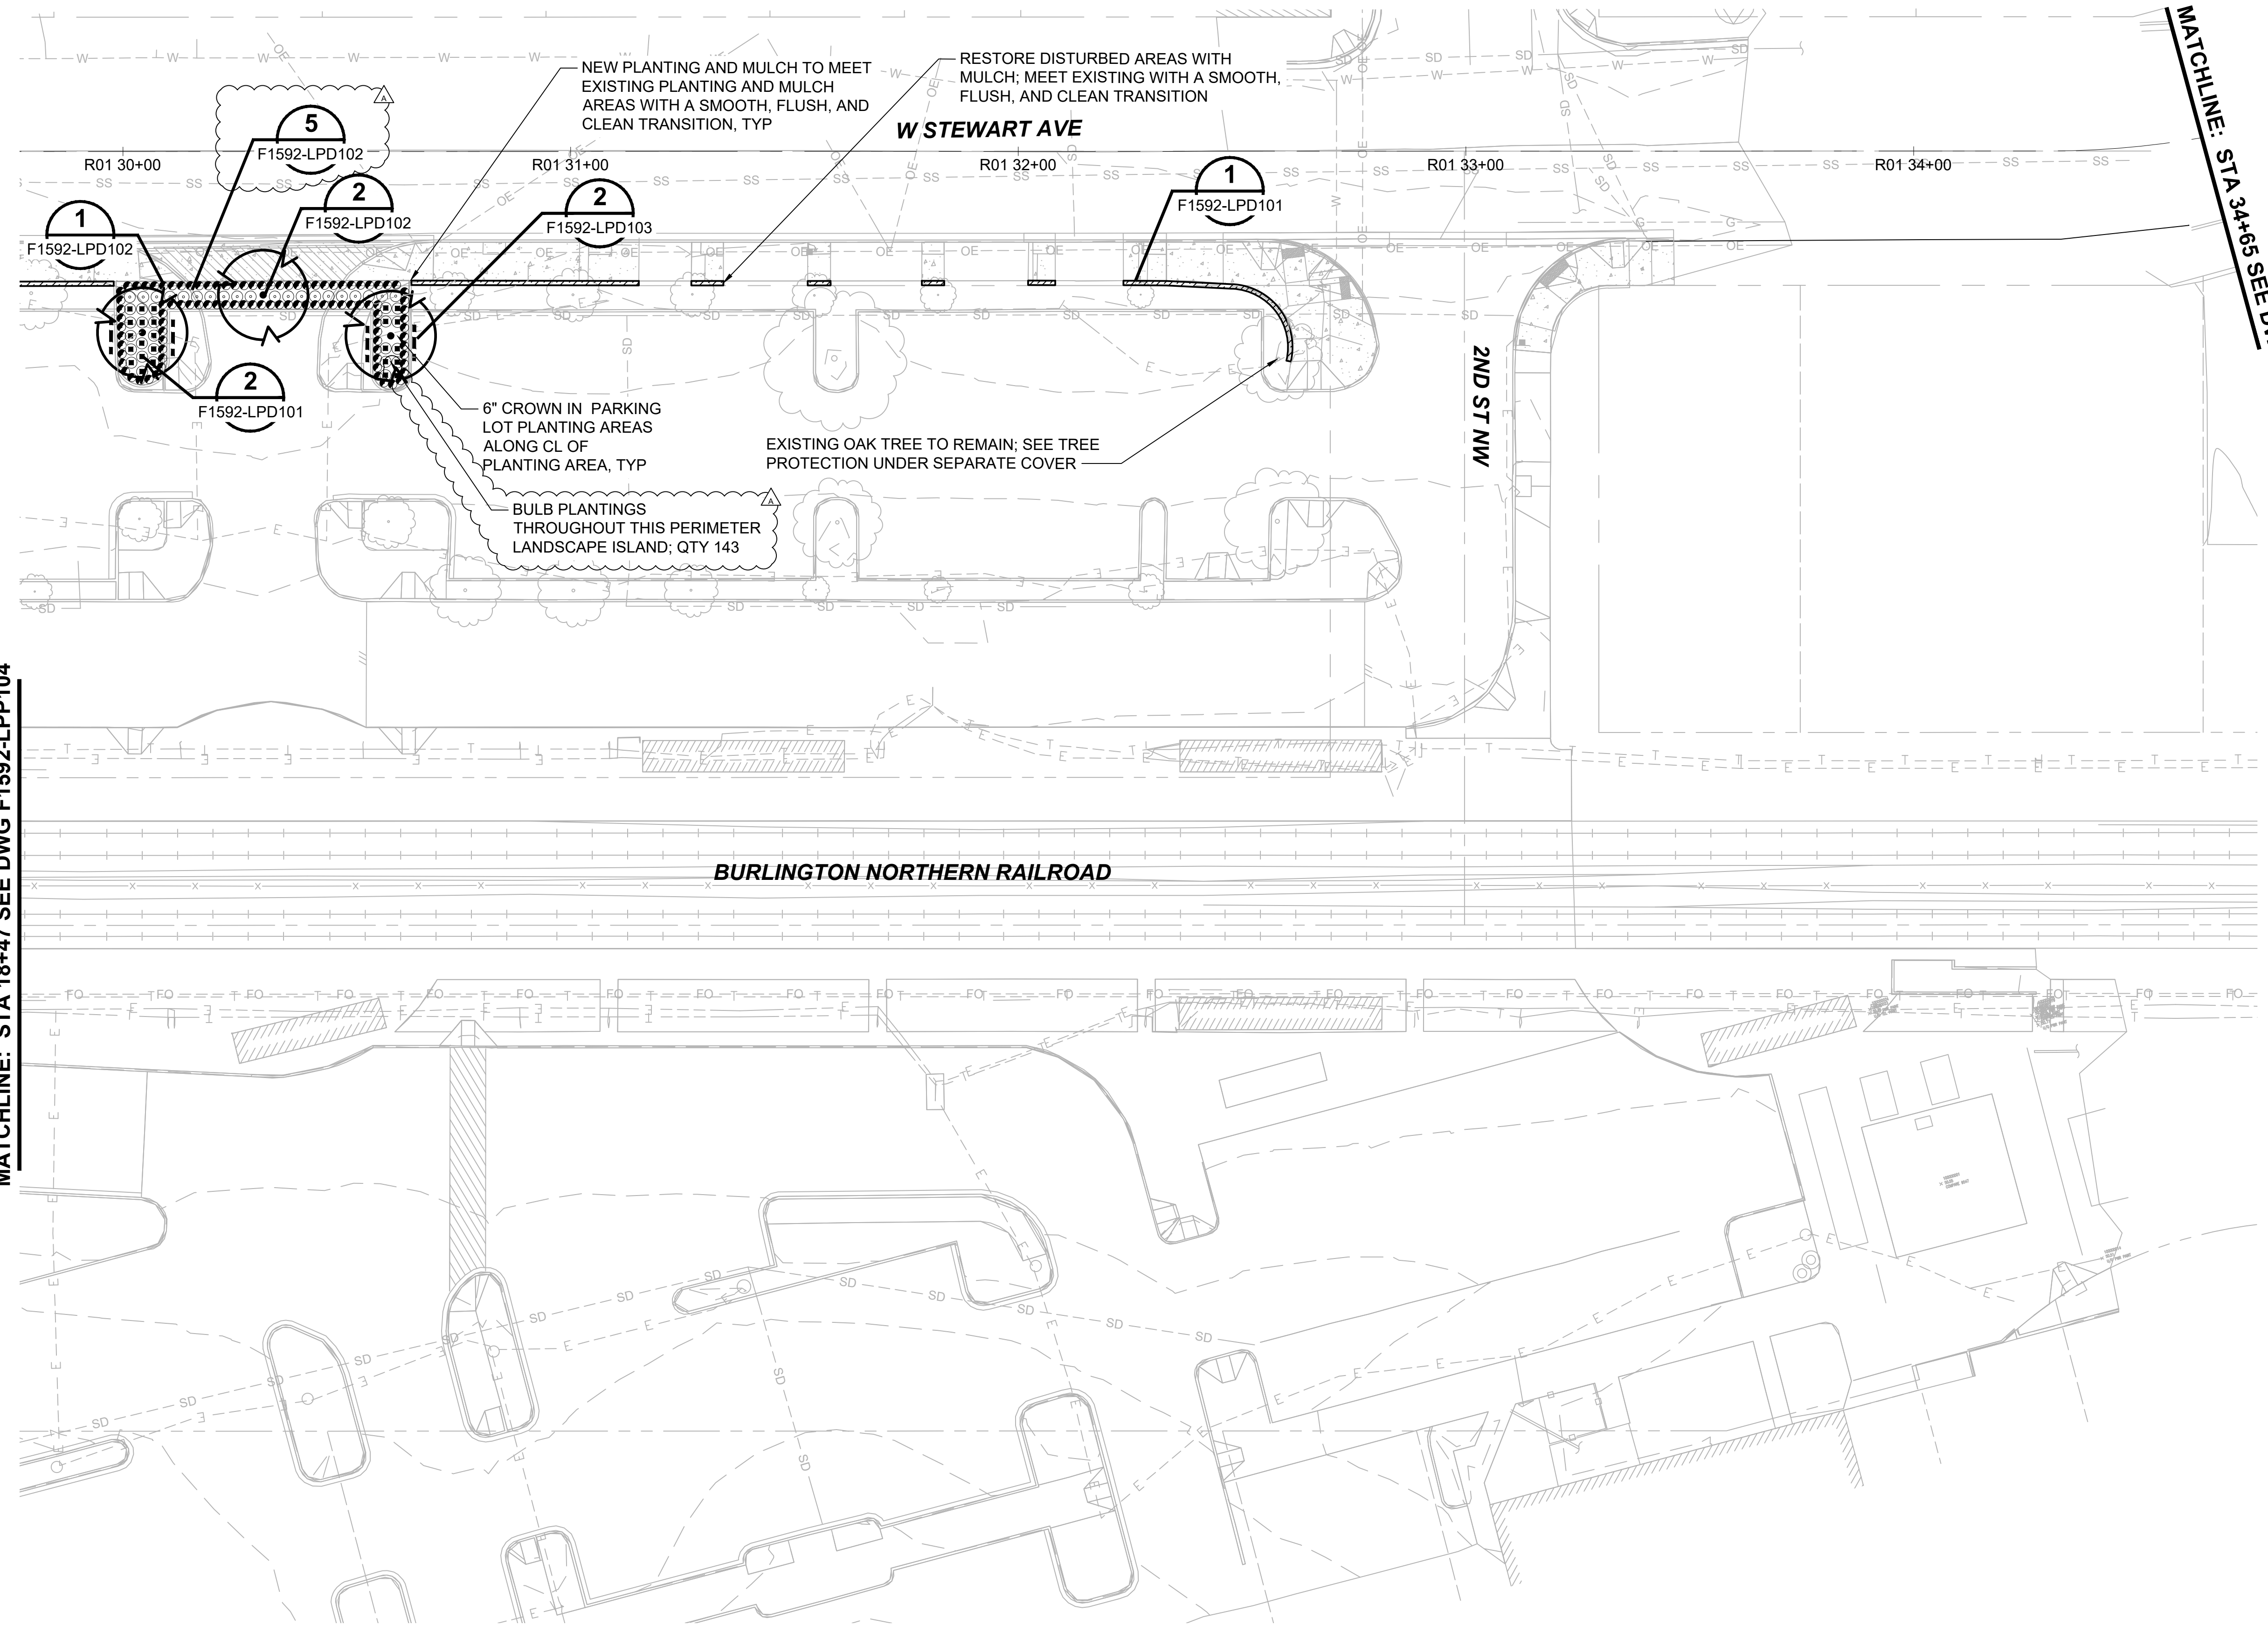 NEW PLANTING AND MULCH TO MEET
EXISTING PLANTING AND MULCH
AREAS WITH A SMOOTH, FLUSH, AND
CLEAN TRANSITION, TYP
RESTORE DISTURBED AREAS WITH
MULCH; MEET EXISTING WITH A SMOOTH,
FLUSH, AND CLEAN TRANSITION
W STEWART AVE
MATCHLINE: STA 34+65 SEE
A
5
F1592-LPD102
R01 30+00
R01 31+00
R01 32+00
R01 33+00
R01 34+00
1
F1592-LPD102
2
F1592-LPD102
2
F1592-LPD103
1
F1592-LPD101
2
F1592-LPD101
6" CROWN IN PARKING
LOT PLANTING AREAS
ALONG CL OF
PLANTING AREA, TYP
EXISTING OAK TREE TO REMAIN; SEE TREE
PROTECTION UNDER SEPARATE COVER
2ND ST NW
A
BULB PLANTINGS
THROUGHOUT THIS PERIMETER
LANDSCAPE ISLAND; QTY 143
MATCHLINE: STA 18+47 SEE DWG F1592-LPP104
BURLINGTON NORTHERN RAILROAD